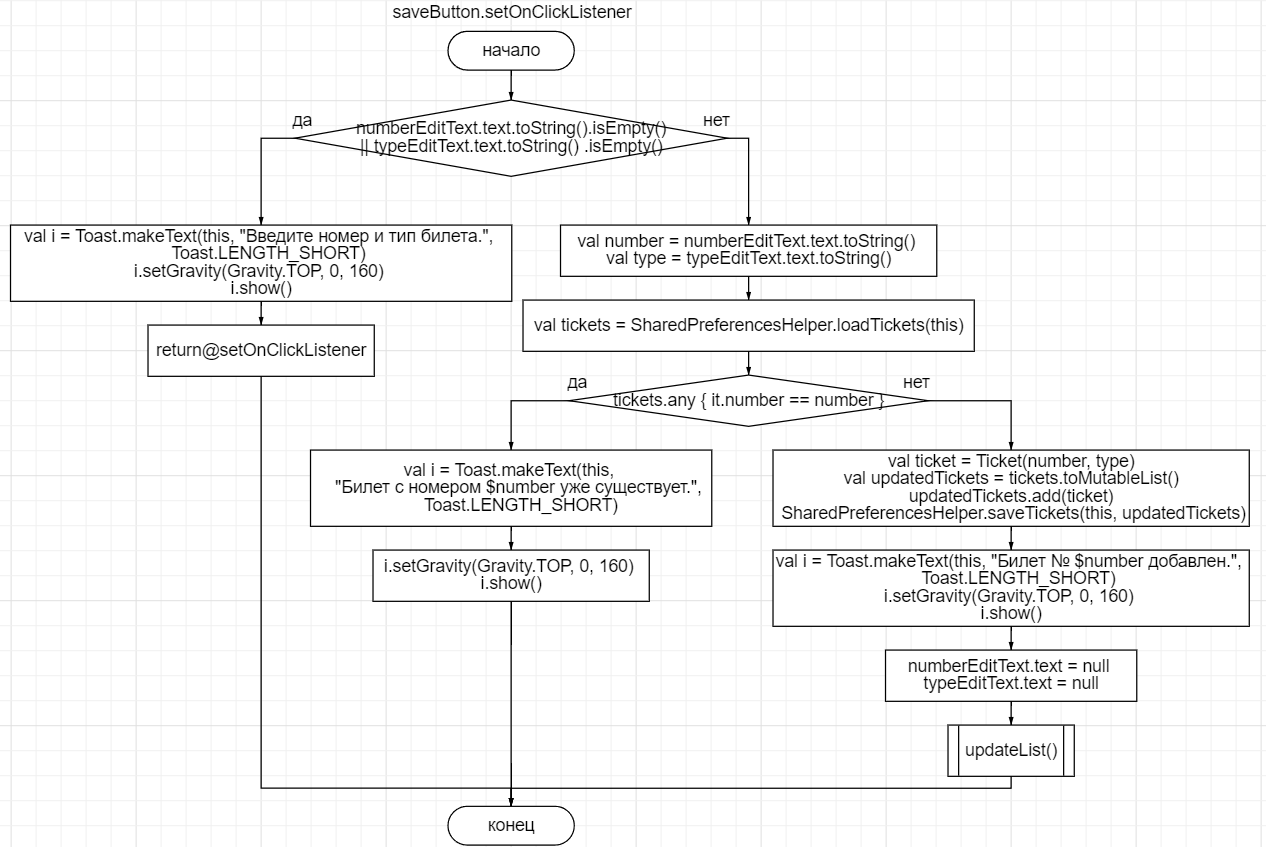 saveButton.setOnClickListener
начало
да
нет
numberEditText.text.toString().isEmpty()
|| typeEditText.text.toString() .isEmpty()
val i = Toast.makeText(this, "Введите номер и тип билета.",
Toast.LENGTH_SHORT)
i.setGravity(Gravity.TOP, 0, 160)
i.show()
return@setOnClickListener
val number = numberEditText.text.toString()
val type = typeEditText.text.toString()
val tickets = SharedPreferencesHelper.loadTickets(this)
да
нет
tickets.any { it.number == number }
val i = Toast.makeText(this,
"Билет с номером $number уже существует.",
Toast.LENGTH_SHORT)
i.setGravity(Gravity.TOP, 0, 160)
i.show()
val ticket = Ticket(number, type)
val updatedTickets = tickets.toMutableList()
updatedTickets.add(ticket)
SharedPreferencesHelper.saveTickets(this, updatedTickets)
val i = Toast.makeText(this, "Билет № $number добавлен.",
Toast.LENGTH_SHORT)
i.setGravity(Gravity.TOP, 0, 160)
i.show()
numberEditText.text = null
typeEditText.text = null
updateList()
конец